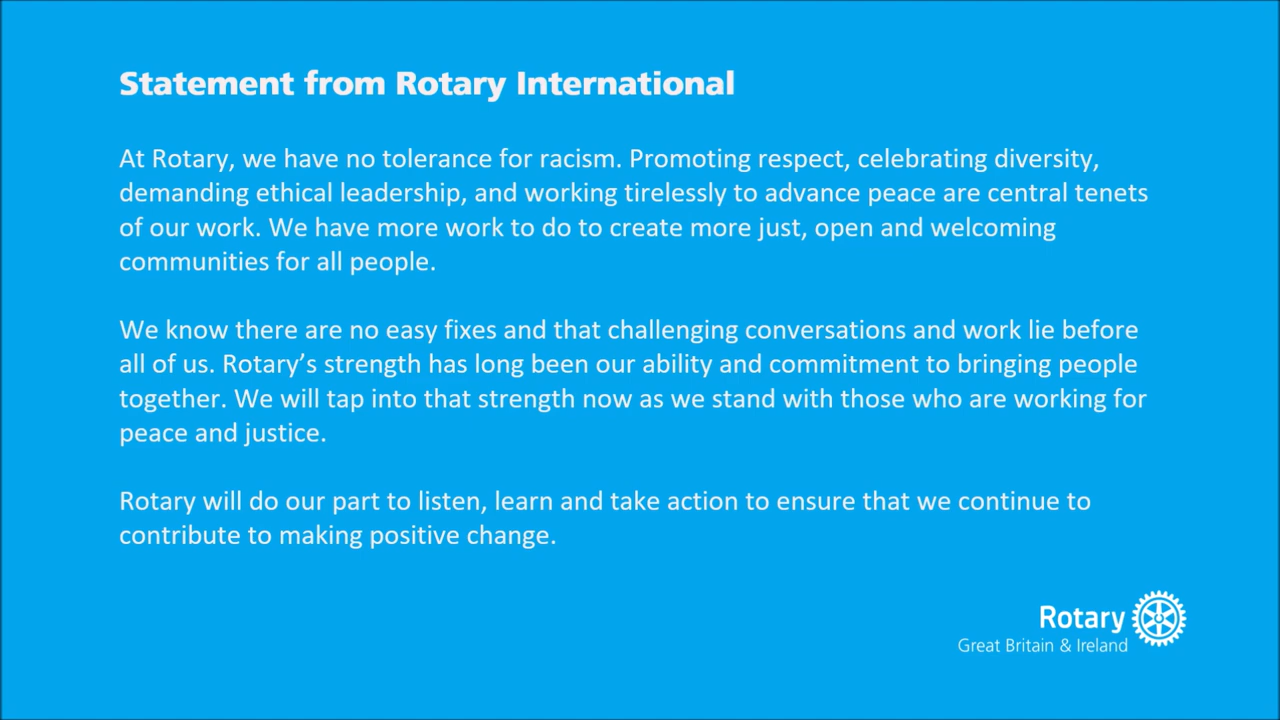 Statement from Rotary International
At Rotary, we have no tolerance for racism. Promoting respect, celebrating diversity,
demanding ethical leadership, and working tirelessly to advance peace are central tenets
of our work. We have more work to do to create more just, open and welcoming
communities for all people.
We know there are no easy fixes and that challenging conversations and work lie before
all of us. Rotary’s strength has long been our ability and commitment to bringing people
together. We will tap into that strength now as we stand with those who are working for
peace and justice.
Rotary will do our part to listen, learn and take action to ensure that we continue to
contribute to making positive change.
Rotary
Great Britain & Ireland